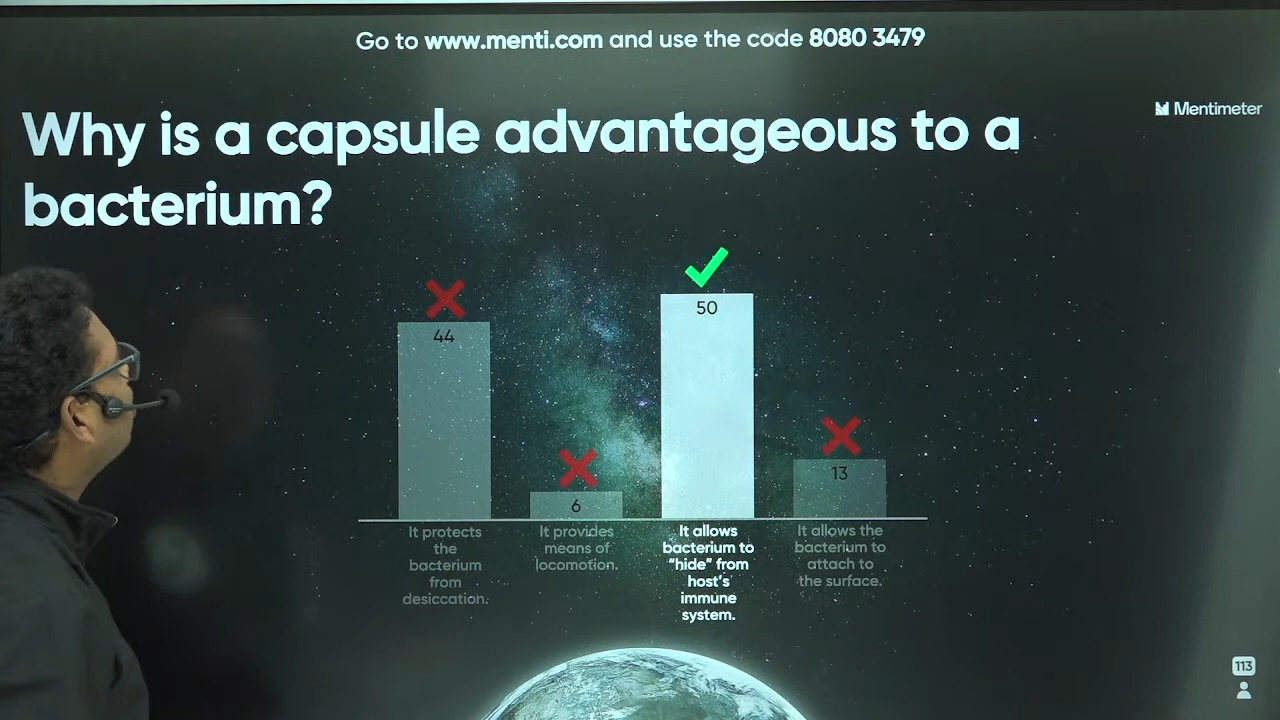 Go to www.menti.com and use the code 8080 3479
Mentimeter
Why is a capsule advantageous to a
bacterium?
44
6
50
13
It protects
the
bacterium
from
desiccation.
It provides
means of
locomotion.
It allows
bacterium to
“hide” from
host’s
immune
system.
It allows the
bacterium to
attach to
the surface.
113